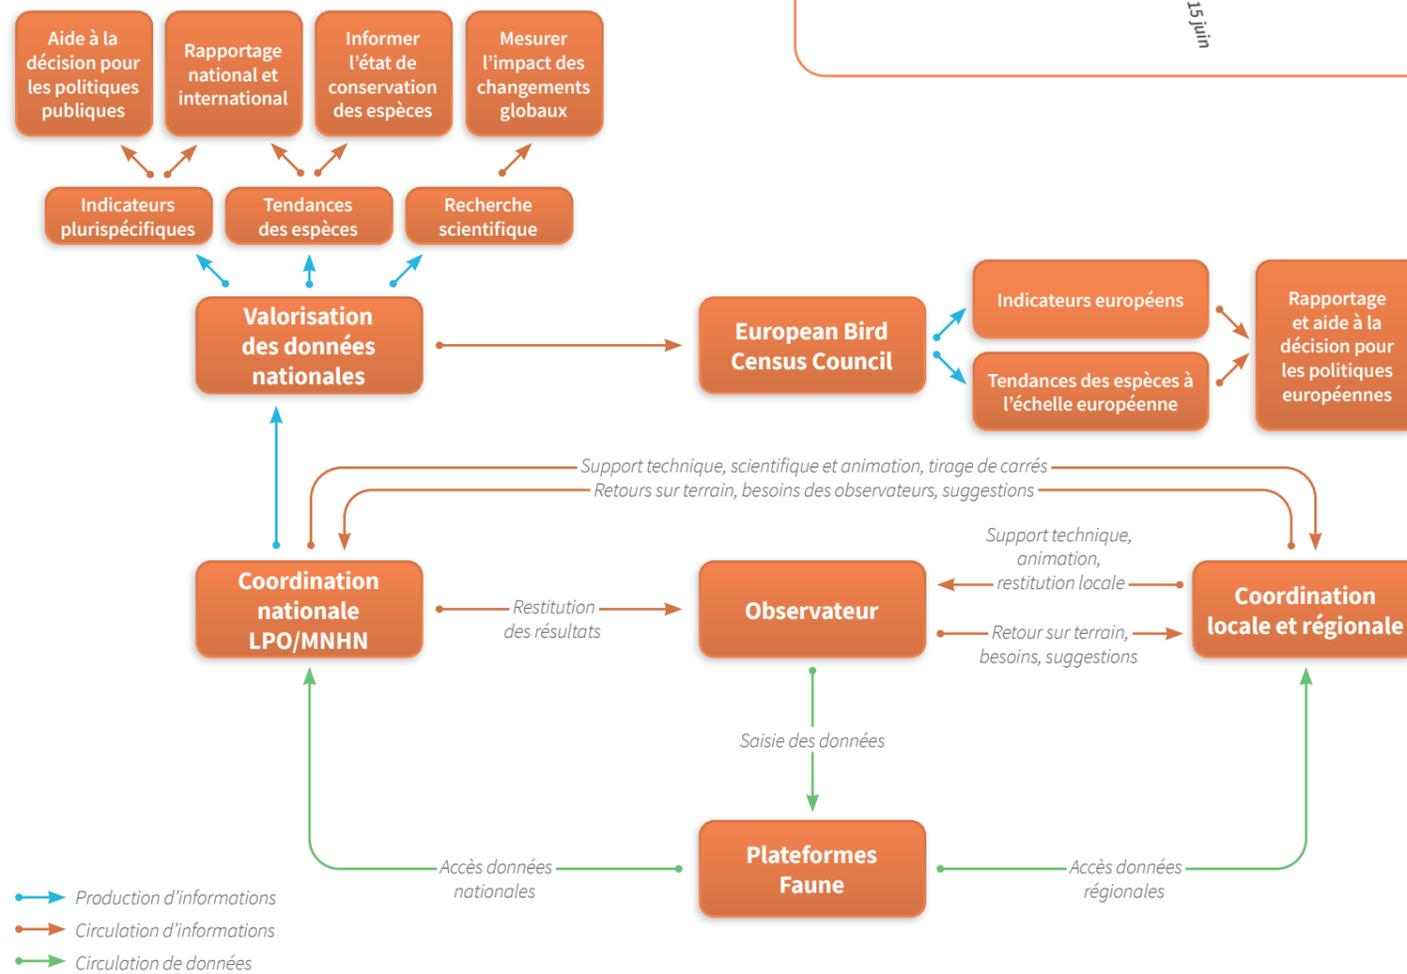 15 juin
Aide à la
décision pour
les politiques
publiques
Rapportage
national et
international
Informer
l’état de
conservation
des espèces
Mesurer
l’impact des
changements
globaux
Indicateurs
plurispécifiques
Tendances
des espèces
Recherche
scientifique
Valorisation
des données
nationales
European Bird
Census Council
Indicateurs européens
Tendances des espèces à
l’échelle européenne
Rapportage
et aide à la
décision pour
les politiques
européennes
Support technique, scientifique et animation, tirage de carrés
Retours sur terrain, besoins des observateurs, suggestions
Coordination
nationale
LPO/MNHN
Restitution
des résultats
Observateur
Support technique,
animation,
restitution locale
Retour sur terrain,
besoins, suggestions
Coordination
locale et régionale
Saisie des données
Plateformes
Faune
Accès données
nationales
Accès données
régionales
Production d’informations
Circulation d’informations
Circulation de données